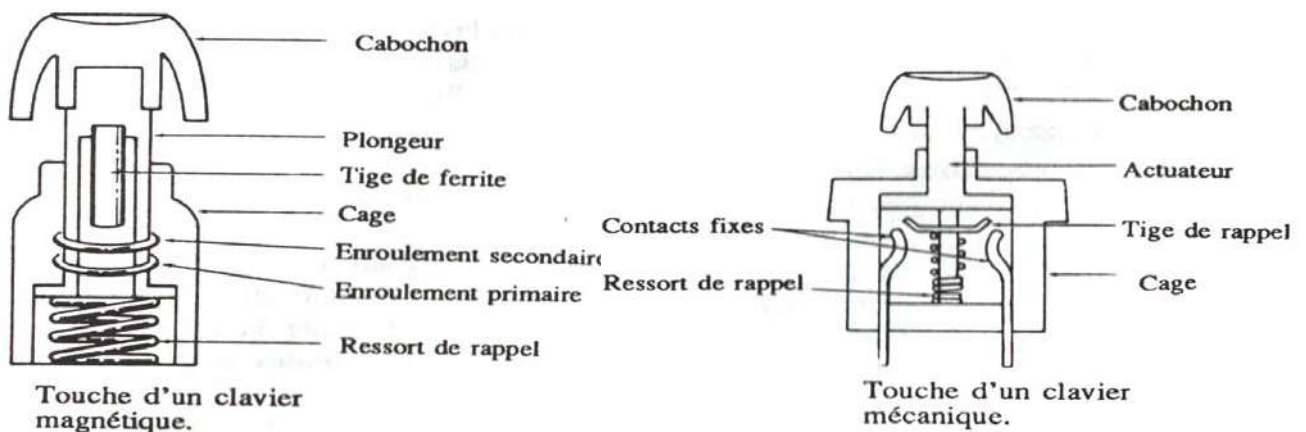 Cabochon
Plongeur
Tige de ferrite
Cage
Enroulement secondaire
Enroulement primaire
Ressort de rappel
Touche d'un clavier
magnétique.
Cabochon
Actuateur
Contacts fixes
Tige de rappel
Ressort de rappel
Cage
Touche d'un clavier
mécanique.